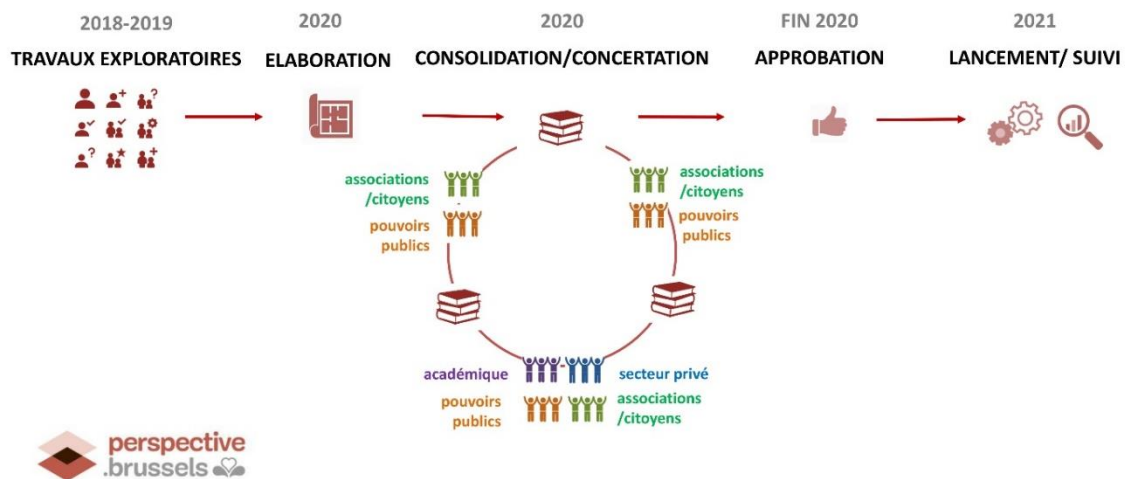 2018-2019
TRAVAUX EXPLORATOIRES
2020
ELABORATION
2020
CONSOLIDATION/CONCERTATION
FIN 2020
APPROBATION
2021
LANCEMENT/ SUIVI
associations
/citoyens
pouvoirs
publics
associations
/citoyens
pouvoirs
publics
académique
secteur privé
pouvoirs
publics
associations
/citoyens
perspective
.brussels